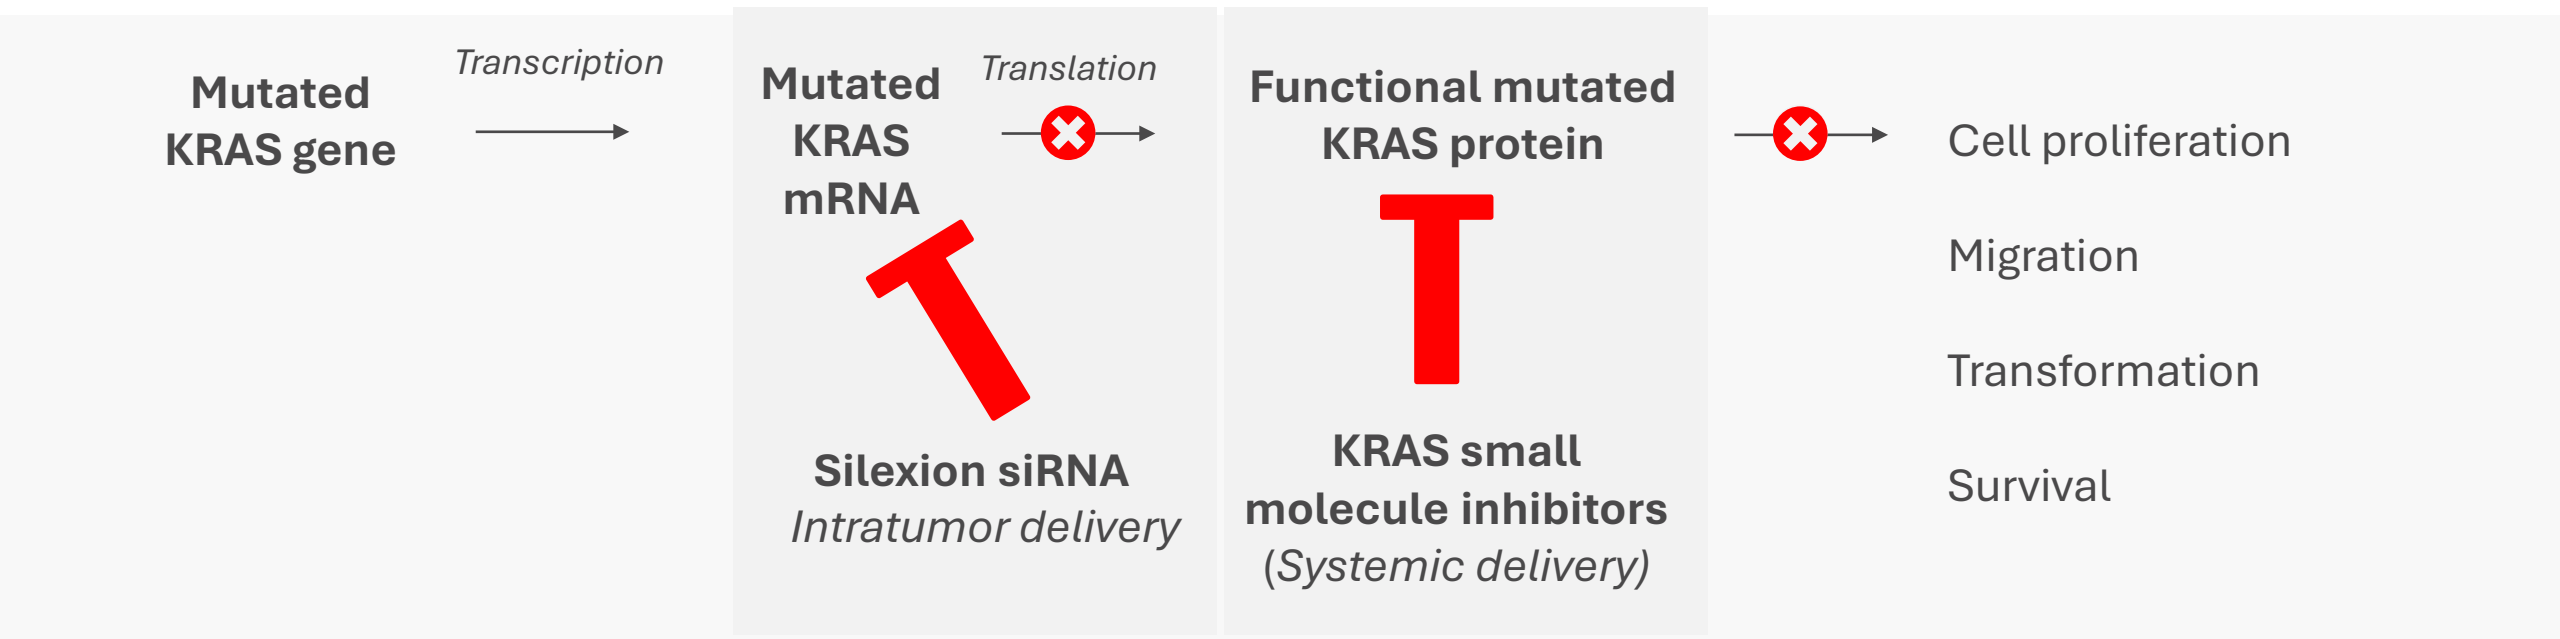 Mutated
KRAS gene
Transcription
Mutated
KRAS
mRNA
Translation
Functional mutated
KRAS protein
Cell proliferation
Migration
Transformation
Survival
Silexion siRNA
Intratumor delivery
KRAS small
molecule inhibitors
(Systemic delivery)